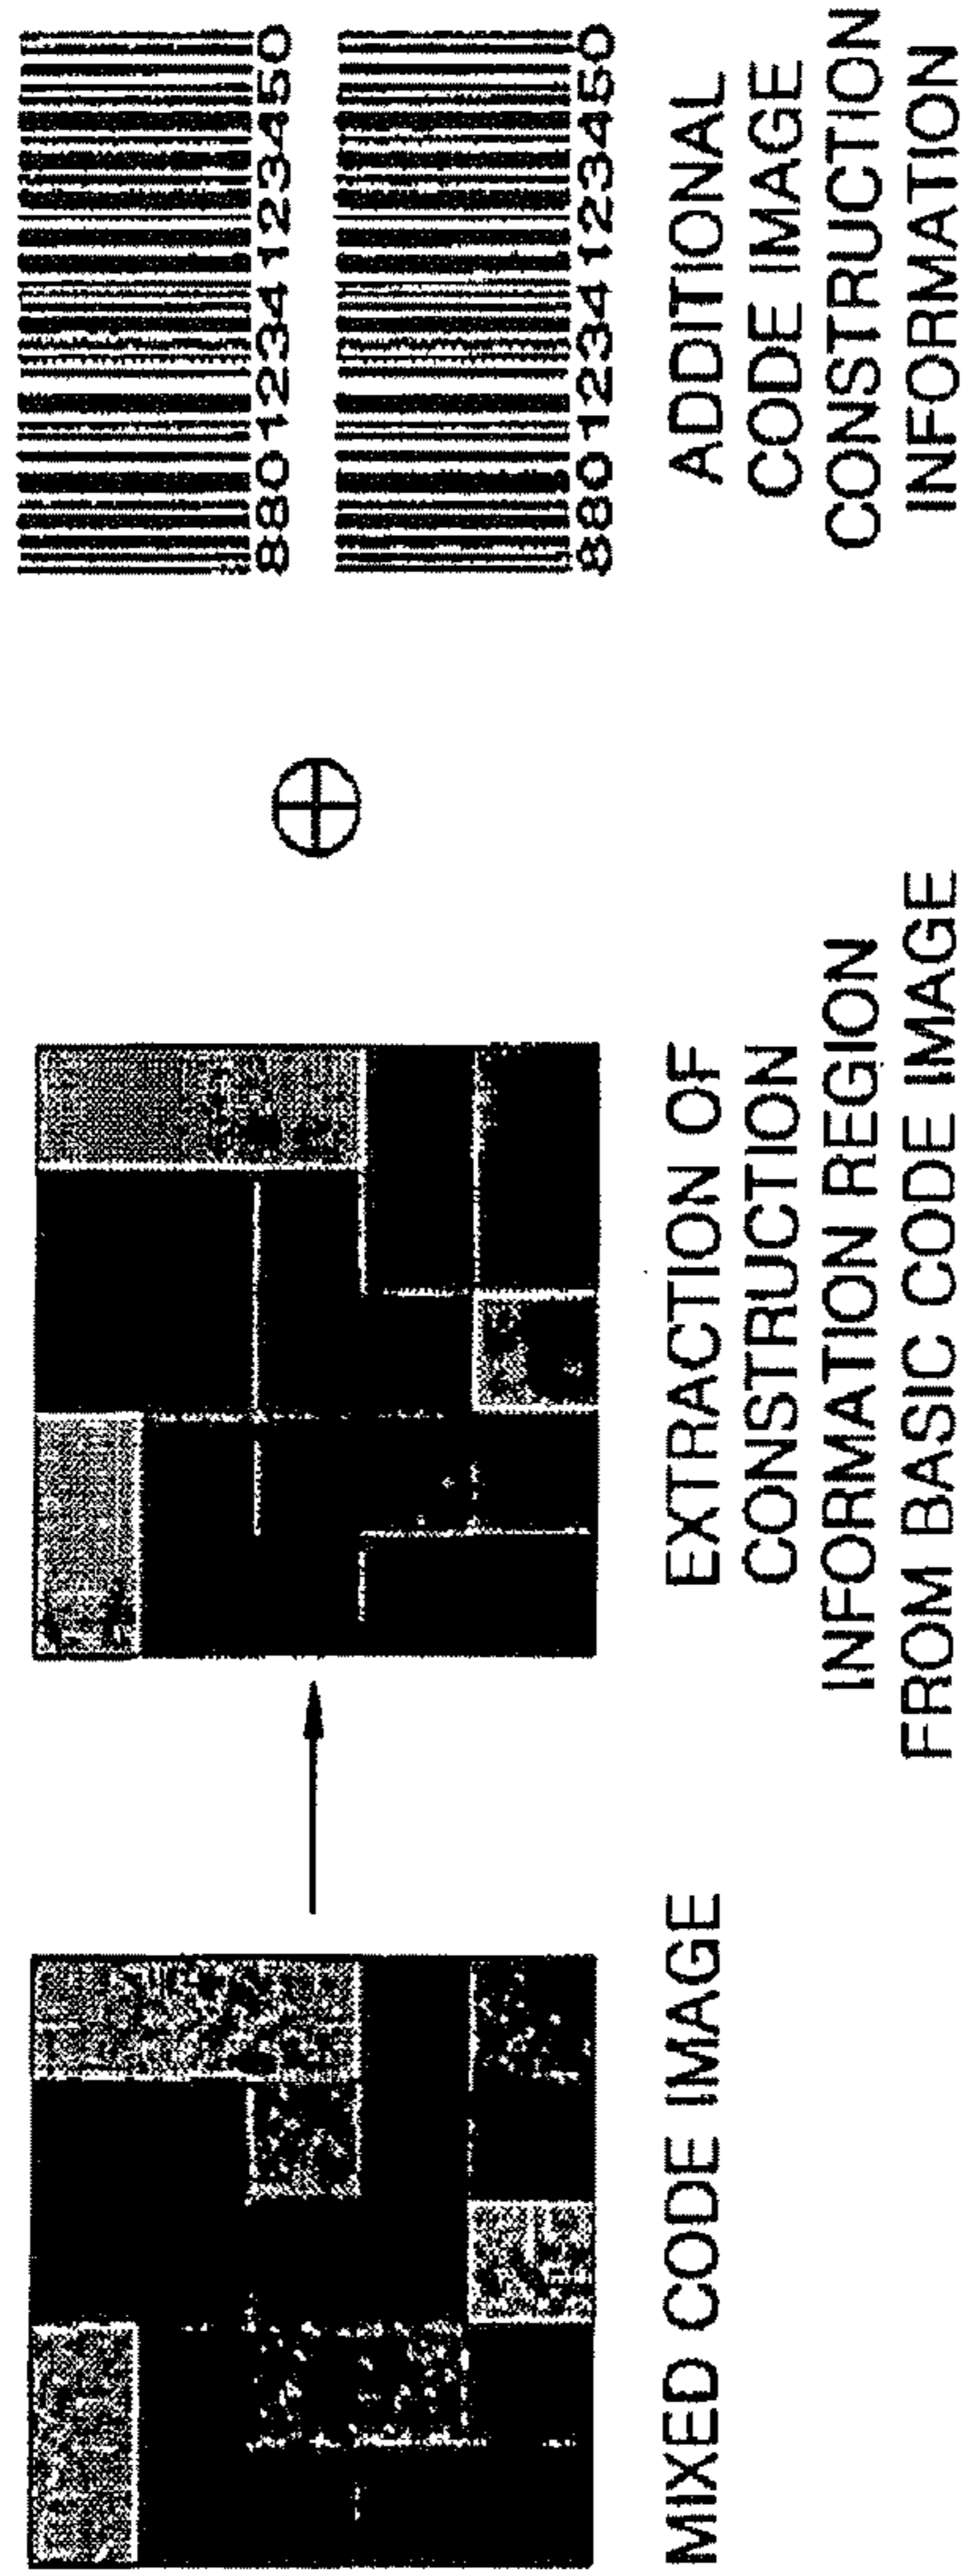 MIXED CODE IMAGE
EXTRACTION OF
CONSTRUCTION
INFORMATION REGION
FROM BASIC CODE IMAGE
8801234123450
8801234123450
ADDITIONAL
CODE IMAGE
CONSTRUCTION
INFORMATION